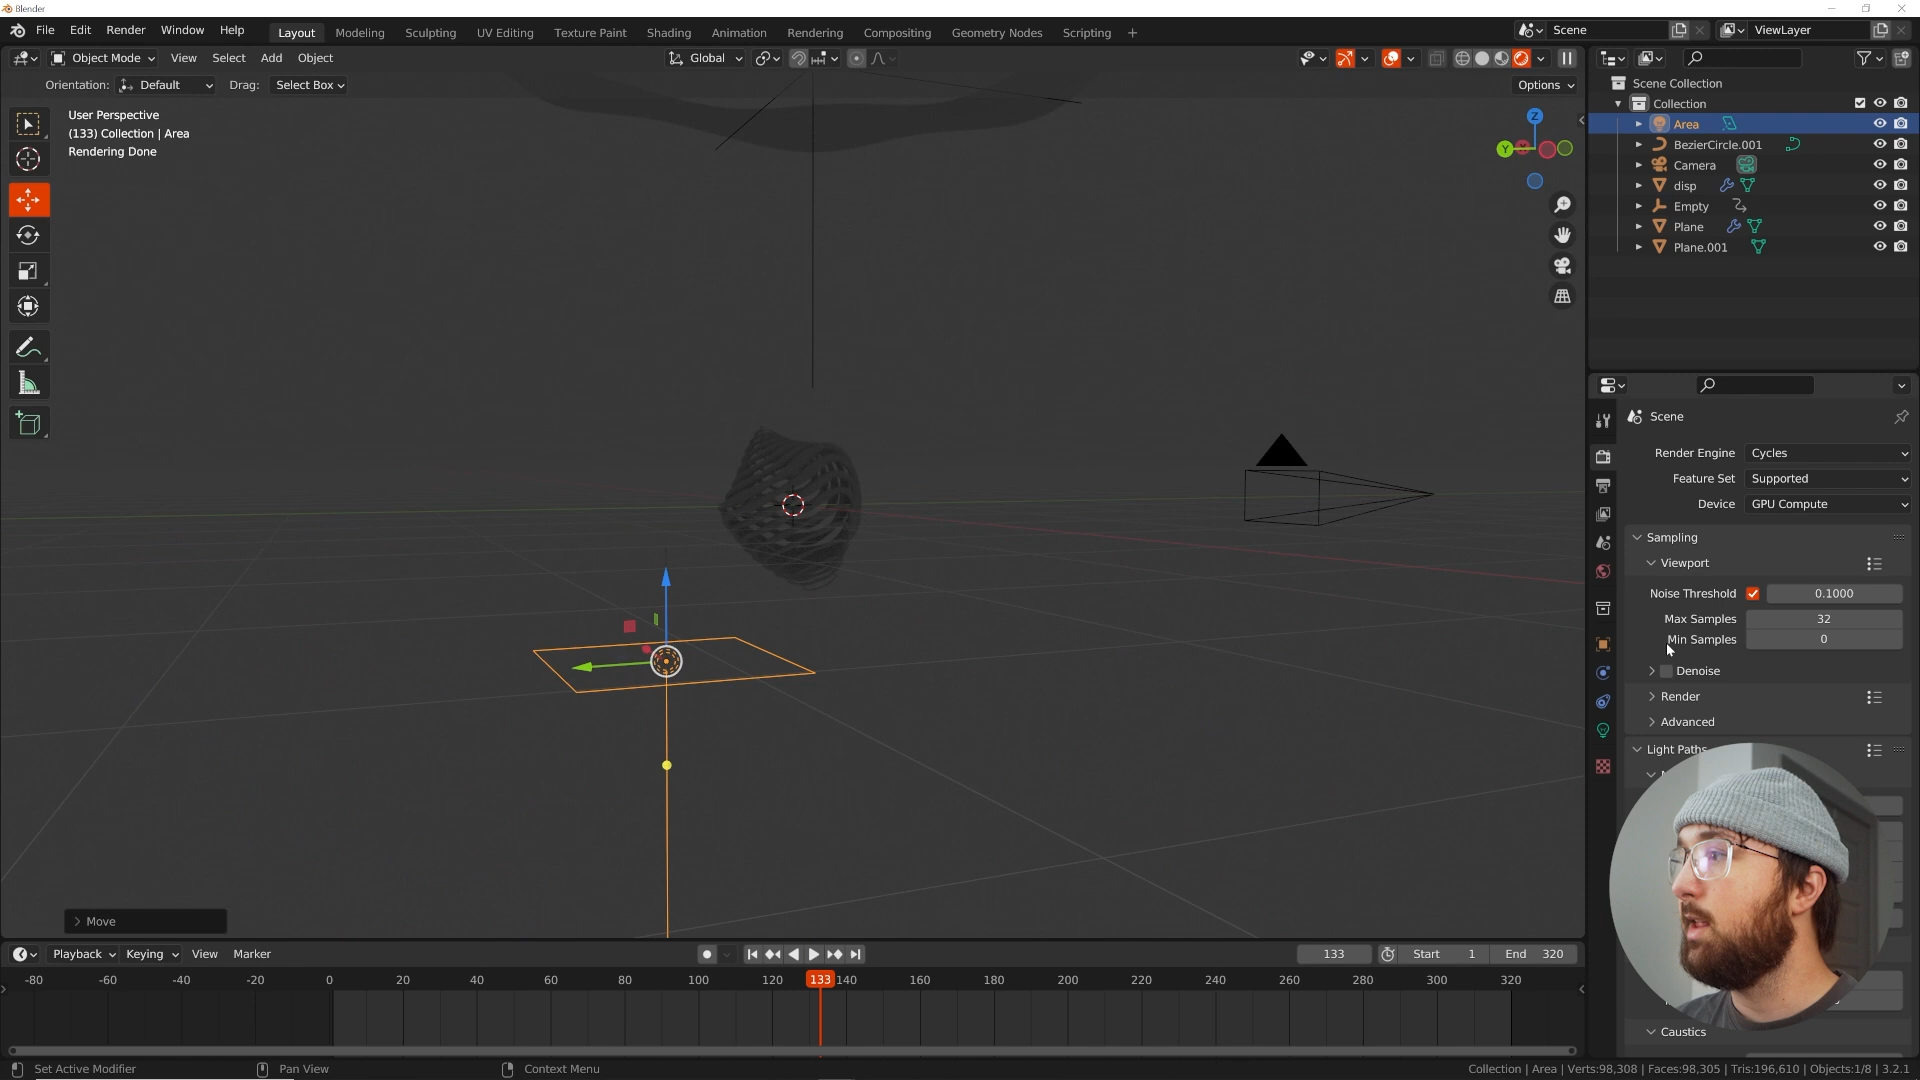 Blender
File Edit Render Window Help
Layout Modeling Sculpting UV Editing Texture Paint Shading Animation Rendering Compositing Geometry Nodes Scripting +
Scene
ViewLayer
Object Mode View Select Add Object
Global
Orientation: Default Drag: Select Box
Options
User Perspective
(133) Collection | Area
Rendering Done
Z
Y
X
Scene Collection
Collection
Area
BezierCircle.001
Camera
disp
Empty
Plane
Plane.001
Scene
Render Engine Cycles
Feature Set Supported
Device GPU Compute
Sampling
Viewport
Noise Threshold 0.1000
Max Samples 32
Min Samples 0
Denoise
Render
Advanced
Light Paths
Caustics
Move
Playback Keying View Marker
133
Start 1
End 320
-80 -60 -40 -20 0 20 40 60 80 100 120 133 140 160 180 200 220 240 260 280 300 320
Set Active Modifier
Pan View
Context Menu
Collection | Area | Verts:98,308 | Faces:98,305 | Tris:196,610 | Objects:1/8 | 3.2.1